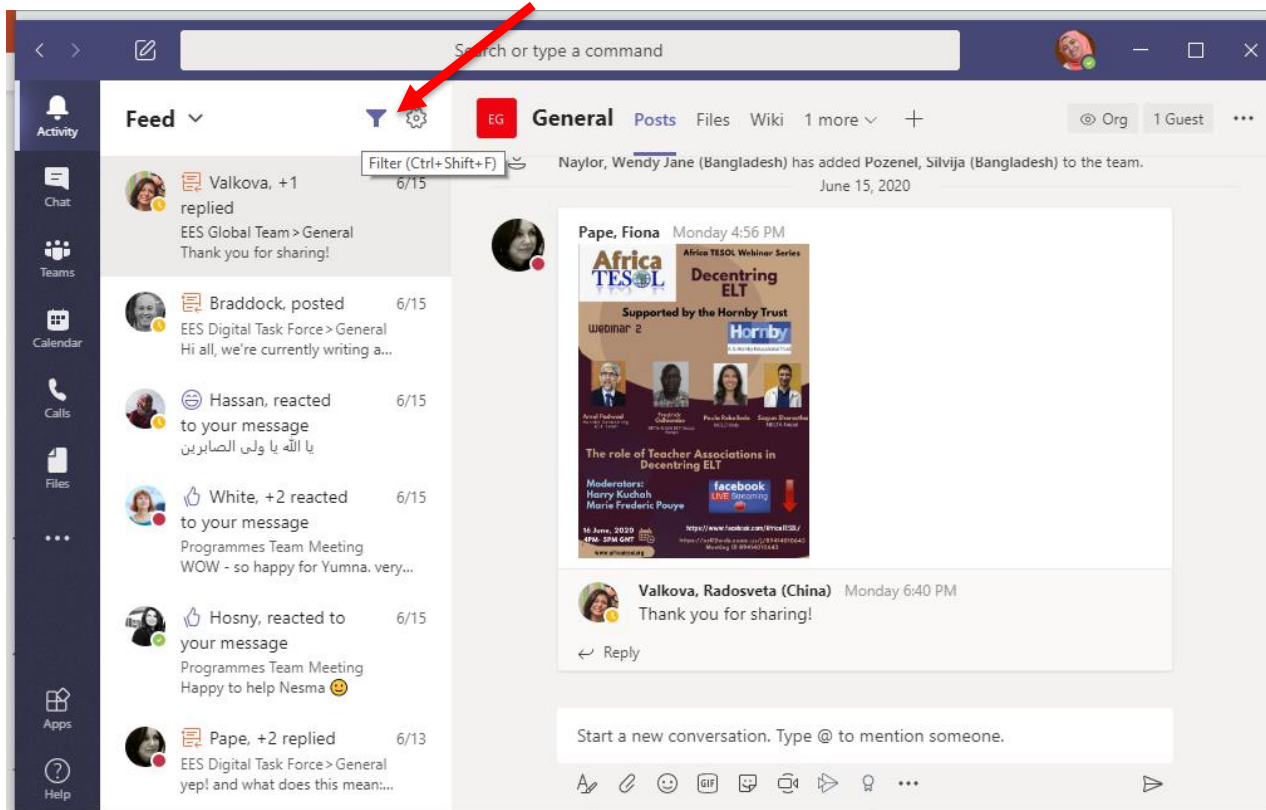 Search or type a command
Activity
Chat
Teams
Calendar
Calls
Files
Apps
Help
Feed
Filter (Ctrl+Shift+F)
Valkova, +1 6/15
replied
EES Global Team > General
Thank you for sharing!
Braddock, posted 6/15
EES Digital Task Force > General
Hi all, we're currently writing a...
Hassan, reacted 6/15
to your message
يا الله يا ولى الصابرين
White, +2 reacted 6/15
to your message
Programmes Team Meeting
WOW - so happy for Yumna. very...
Hosny, reacted to 6/15
your message
Programmes Team Meeting
Happy to help Nesma
Pape, +2 replied 6/13
EES Digital Task Force > General
yep! and what does this mean:...
EG General Posts Files Wiki 1 more Org 1 Guest
Naylor, Wendy Jane (Bangladesh) has added Pozenel, Silvija (Bangladesh) to the team.
June 15, 2020
Pape, Fiona Monday 4:56 PM
Africa TESOL
Africa TESOL Webinar Series
Decentring
ELT
Supported by the Hornby Trust
Webinar 2
Hornby
The role of Teacher Associations in
Decentring ELT
Moderators:
Harry Kuchah
Marie Frederic Pouye
facebook
LIVE Streaming
16 June, 2020
4PM- 5PM GMT
https://www.facebook.com/AfricaTESOL/
www.africatesol.org
Valkova, Radosveta (China) Monday 6:40 PM
Thank you for sharing!
Reply
Start a new conversation. Type @ to mention someone.
GIF